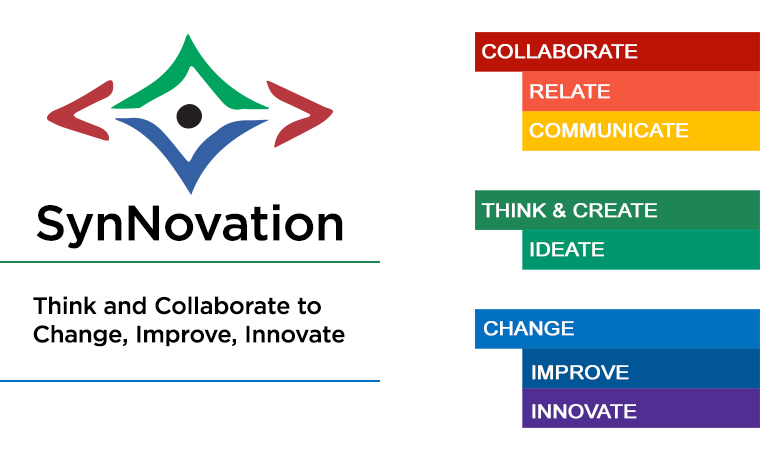 SynNovation
Think and Collaborate to
Change, Improve, Innovate
COLLABORATE
RELATE
COMMUNICATE
THINK & CREATE
IDEATE
CHANGE
IMPROVE
INNOVATE